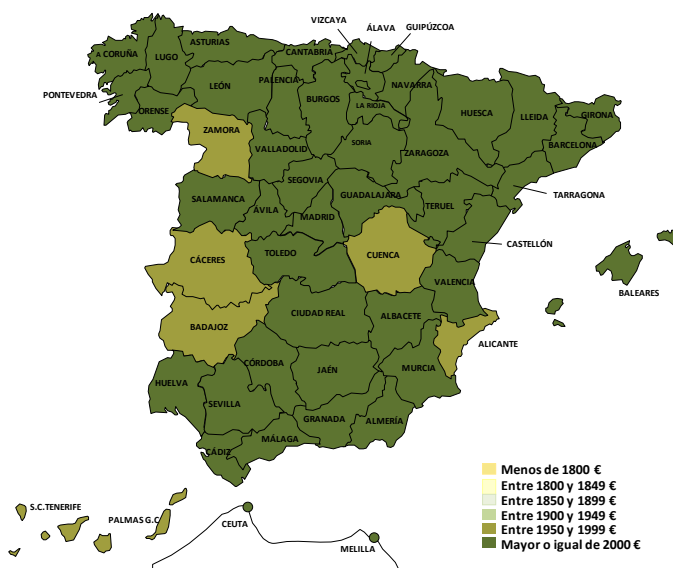 VIZCAYA
ÁLAVA
GUIPÚZCOA
ASTURIAS
CANTABRIA
A CORUÑA
LUGO
LEÓN
PALENCIA
BURGOS
NAVARRA
PONTEVEDRA
ORENSE
LA RIOJA
HUESCA
LLEIDA
GIRONA
ZAMORA
VALLADOLID
SORIA
ZARAGOZA
BARCELONA
SEGOVIA
SALAMANCA
ÁVILA
MADRID
GUADALAJARA
TERUEL
TARRAGONA
CÁCERES
TOLEDO
CUENCA
CASTELLÓN
VALENCIA
BALEARES
BADAJOZ
CIUDAD REAL
ALBACETE
ALICANTE
CÓRDOBA
JAÉN
MURCIA
HUELVA
SEVILLA
GRANADA
ALMERÍA
MÁLAGA
CÁDIZ
S.C.TENERIFE
PALMAS G.C
CEUTA
MELILLA
Menos de 1800 €
Entre 1800 y 1849 €
Entre 1850 y 1899 €
Entre 1900 y 1949 €
Entre 1950 y 1999 €
Mayor o igual de 2000 €